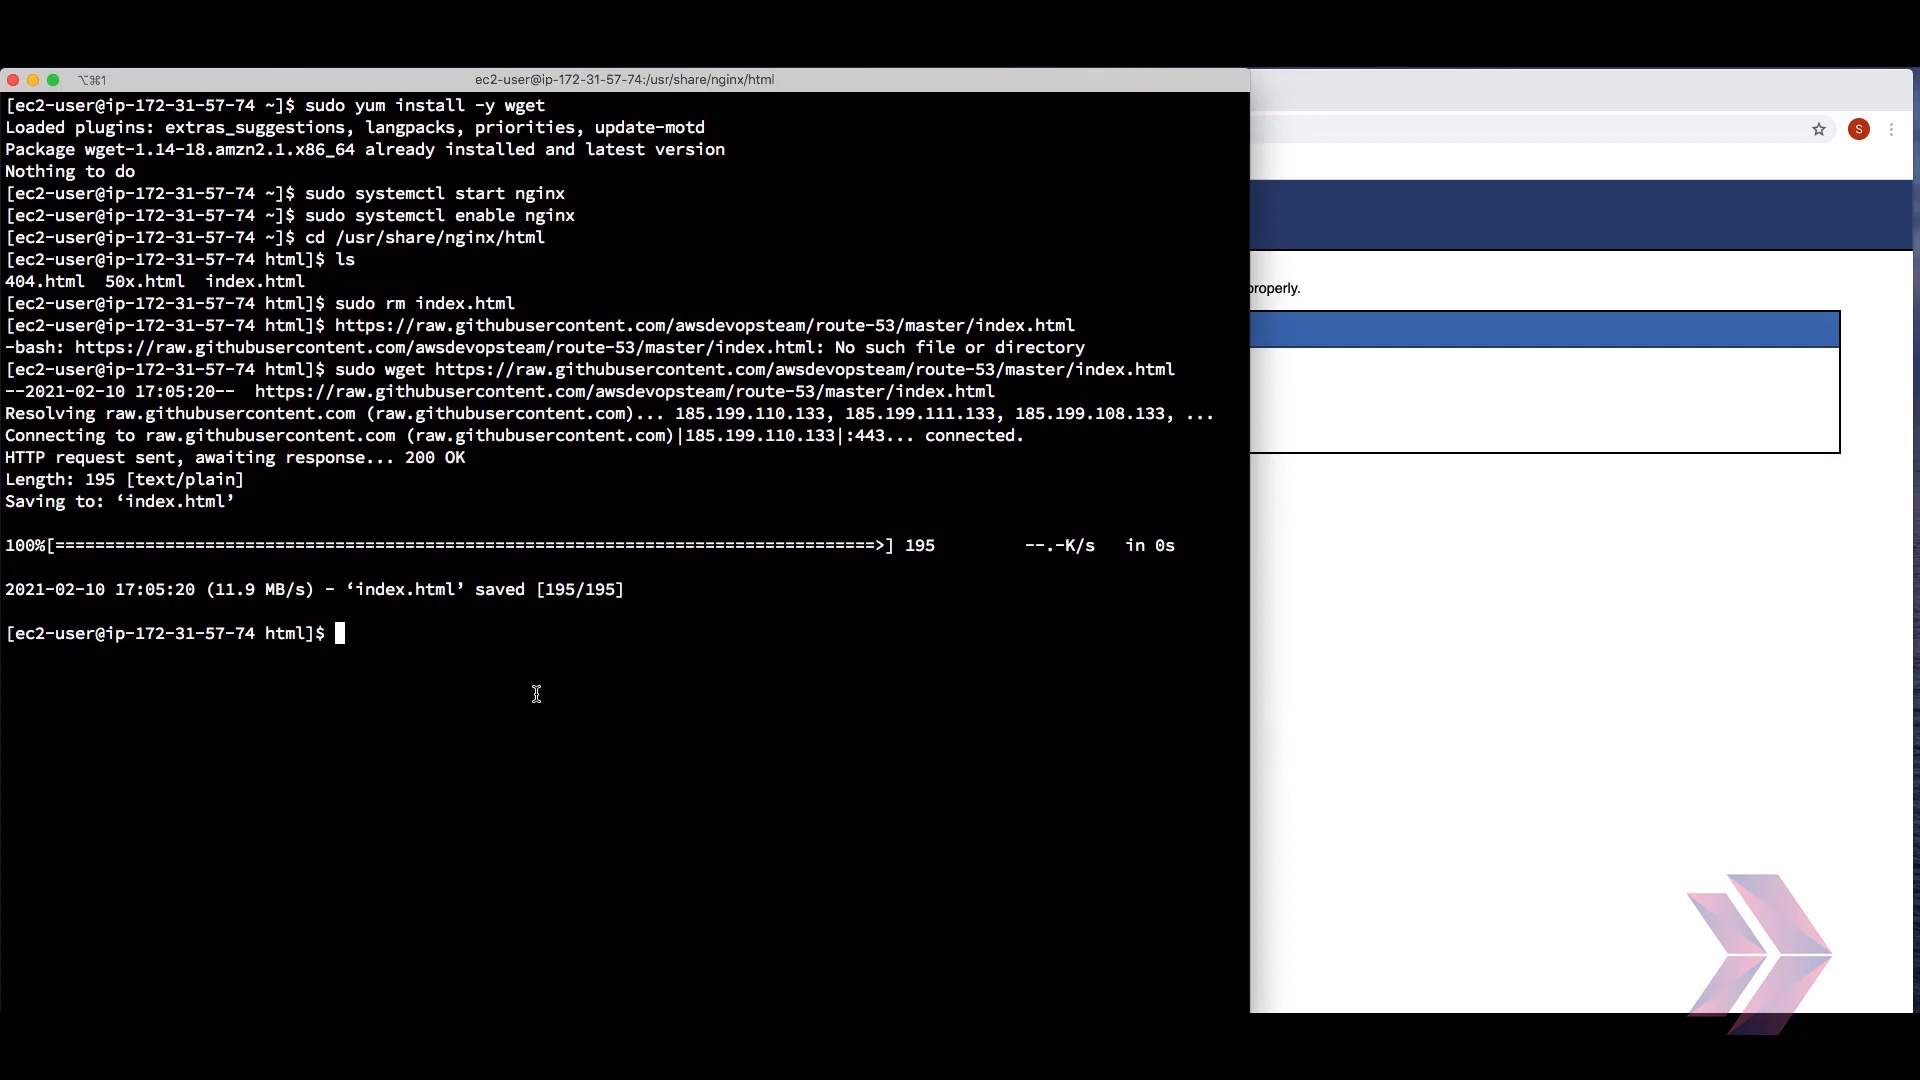 ⌥⌘1
ec2-user@ip-172-31-57-74:/usr/share/nginx/html
[ec2-user@ip-172-31-57-74 ~]$ sudo yum install -y wget
Loaded plugins: extras_suggestions, langpacks, priorities, update-motd
Package wget-1.14-18.amzn2.1.x86_64 already installed and latest version
Nothing to do
[ec2-user@ip-172-31-57-74 ~]$ sudo systemctl start nginx
[ec2-user@ip-172-31-57-74 ~]$ sudo systemctl enable nginx
[ec2-user@ip-172-31-57-74 ~]$ cd /usr/share/nginx/html
[ec2-user@ip-172-31-57-74 html]$ ls
404.html  50x.html  index.html
[ec2-user@ip-172-31-57-74 html]$ sudo rm index.html
[ec2-user@ip-172-31-57-74 html]$ https://raw.githubusercontent.com/awsdevopsteam/route-53/master/index.html
-bash: https://raw.githubusercontent.com/awsdevopsteam/route-53/master/index.html: No such file or directory
[ec2-user@ip-172-31-57-74 html]$ sudo wget https://raw.githubusercontent.com/awsdevopsteam/route-53/master/index.html
--2021-02-10 17:05:20--  https://raw.githubusercontent.com/awsdevopsteam/route-53/master/index.html
Resolving raw.githubusercontent.com (raw.githubusercontent.com)... 185.199.110.133, 185.199.111.133, 185.199.108.133, ...
Connecting to raw.githubusercontent.com (raw.githubusercontent.com)|185.199.110.133|:443... connected.
HTTP request sent, awaiting response... 200 OK
Length: 195 [text/plain]
Saving to: ‘index.html’
100%[==================================================================================>] 195         --.-K/s   in 0s
2021-02-10 17:05:20 (11.9 MB/s) - ‘index.html’ saved [195/195]
[ec2-user@ip-172-31-57-74 html]$
S
properly.